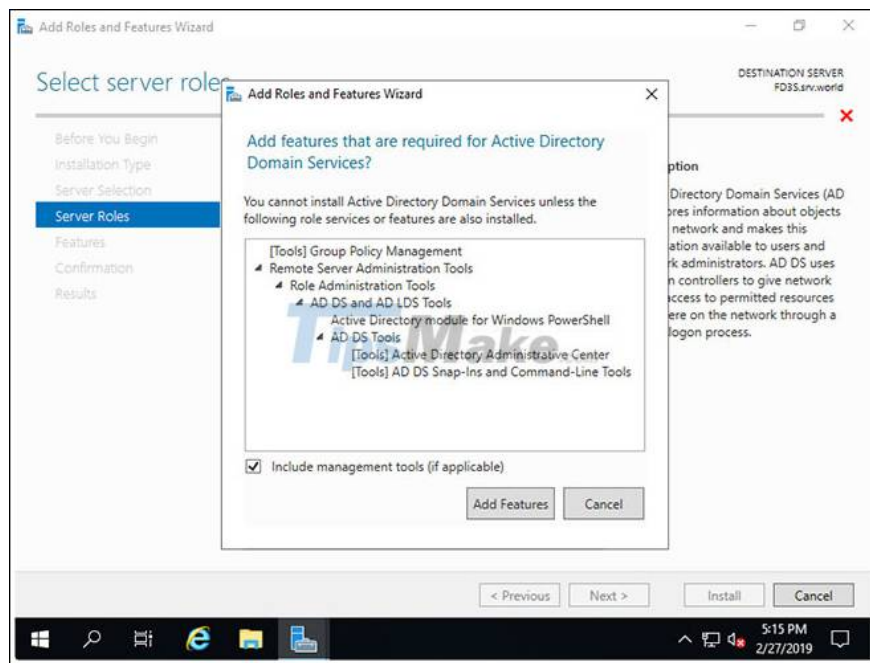 Add Roles and Features Wizard
Select server role
DESTINATION SERVER
FD3S.srv.world
Before You Begin
Installation Type
Server Selection
Server Roles
Features
Confirmation
Results
Add Roles and Features Wizard
Add features that are required for Active Directory
Domain Services?
You cannot install Active Directory Domain Services unless the
following role services or features are also installed.
[Tools] Group Policy Management
Remote Server Administration Tools
Role Administration Tools
AD DS and AD LDS Tools
Active Directory module for Windows PowerShell
AD DS Tools
[Tools] Active Directory Administrative Center
[Tools] AD DS Snap-Ins and Command-Line Tools
TipsMake
Include management tools (if applicable)
Add Features
Cancel
ption
Directory Domain Services (AD
ores information about objects
network and makes this
ation available to users and
rk administrators. AD DS uses
n controllers to give network
access to permitted resources
ere on the network through a
logon process.
< Previous
Next >
Install
Cancel
5:15 PM
2/27/2019